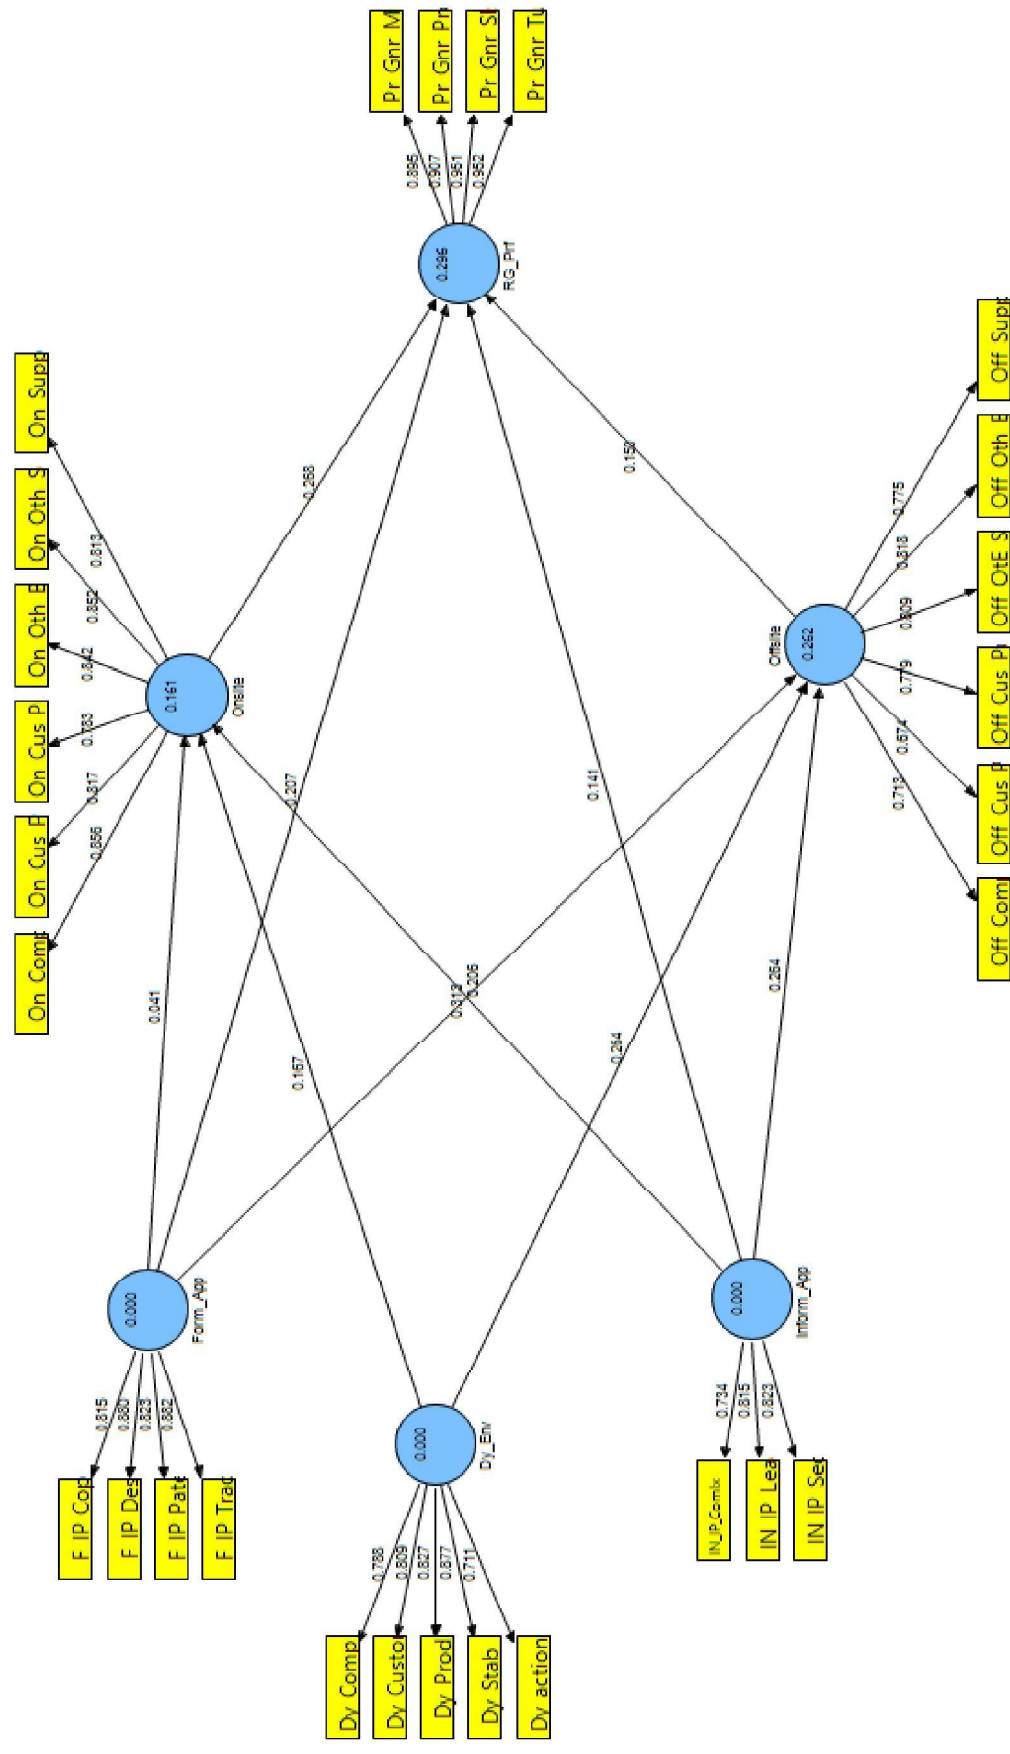 Pr Gnr M
Pr Gnr Pr
Pr Gnr S
Pr Gnr Tu
0.895
0.907
0.951
0.952
0.296
RG_Prf
On Supp
On Oth S
On Oth E
On Cus P
On Cus P
On Comp
0.813
0.852
0.842
0.783
0.817
0.856
0.161
Onsite
0.268
0.207
0.141
Off Supp
Off Oth E
Off OtE S
Off Cus P
Off Cus P
Off Comp
0.775
0.818
0.809
0.779
0.674
0.713
Offsite
0.262
0.041
0.167
0.313
0.206
0.264
0.264
F IP Cop
F IP Des
F IP Pate
F IP Trad
0.815
0.880
0.823
0.882
0.000
Form_App
Dy Comp
Dy Custo
Dy Prod
Dy Stab
Dy action
0.788
0.809
0.827
0.877
0.711
0.000
Dy_Env
IN_IP_Comlx
IN IP Lea
IN IP Sec
0.734
0.815
0.823
0.000
Inform_App